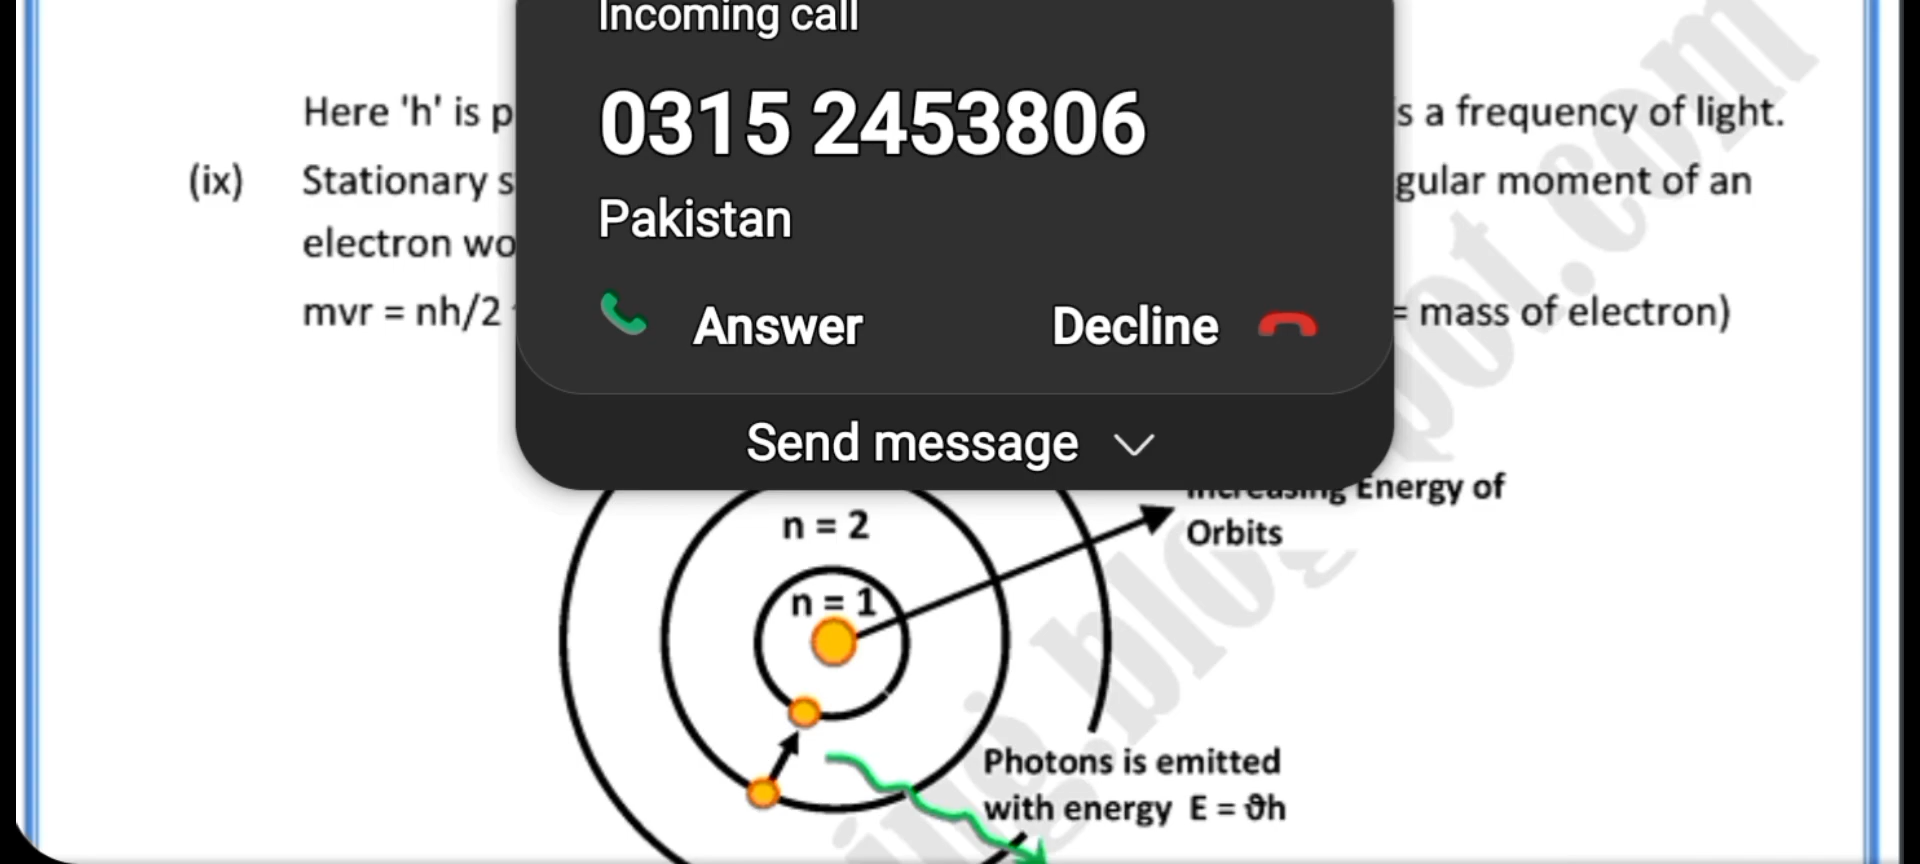 Incoming call
0315 2453806
Pakistan
Answer Decline
Send message
Here 'h' is p
s a frequency of light.
(ix) Stationary s
gular moment of an
electron wo
mvr = nh/2
= mass of electron)
Increasing Energy of
Orbits
n = 2
n = 1
Photons is emitted
with energy E = ϑh